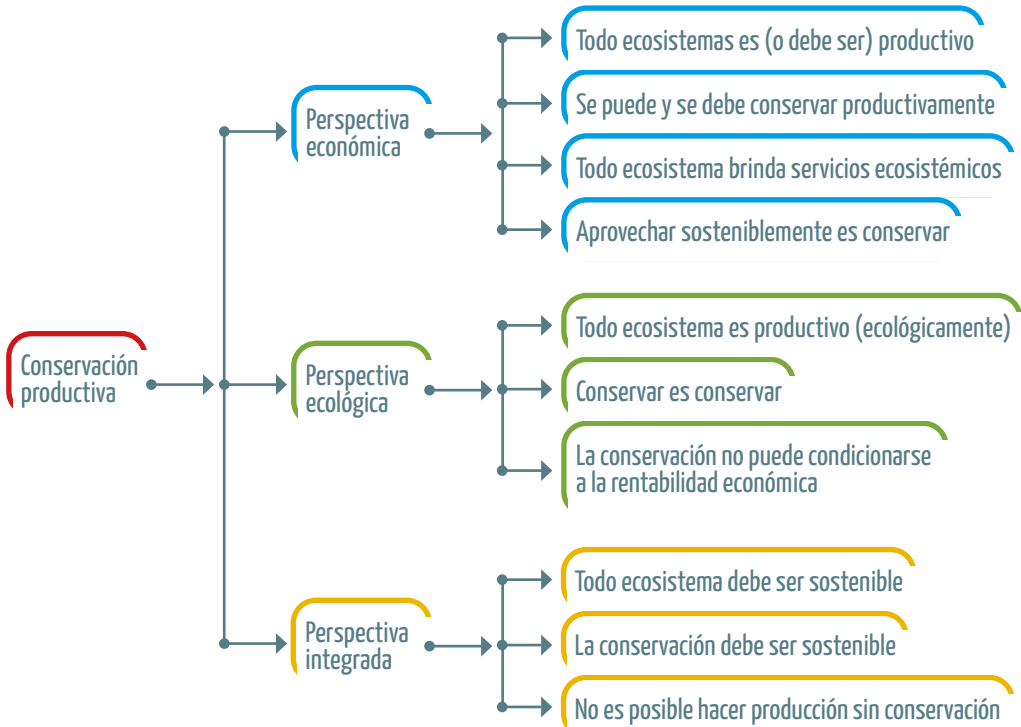 Conservación
productiva
Perspectiva
económica
Todo ecosistemas es (o debe ser) productivo
Se puede y se debe conservar productivamente
Todo ecosistema brinda servicios ecosistémicos
Aprovechar sosteniblemente es conservar
Perspectiva
ecológica
Todo ecosistema es productivo (ecológicamente)
Conservar es conservar
La conservación no puede condicionarse
a la rentabilidad económica
Perspectiva
integrada
Todo ecosistema debe ser sostenible
La conservación debe ser sostenible
No es posible hacer producción sin conservación